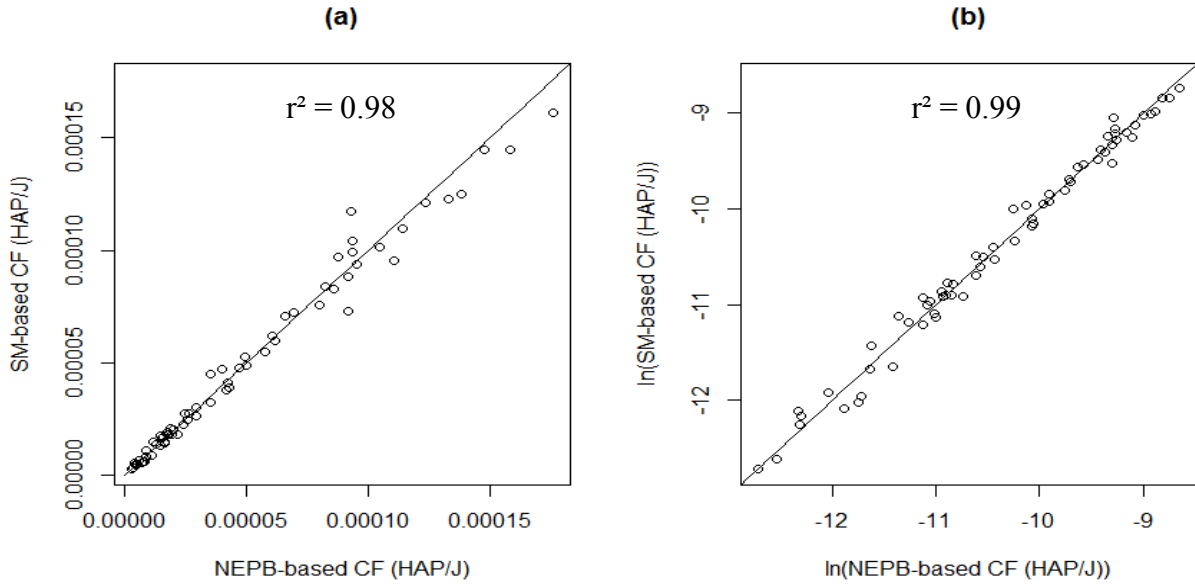 (a)
r² = 0.98
SM-based CF (HAP/J)
0.00015
0.00010
0.00005
0.00000
0.00000 0.00005 0.00010 0.00015
NEPB-based CF (HAP/J)
(b)
r² = 0.99
ln(SM-based CF (HAP/J))
-9
-10
-11
-12
-12 -11 -10 -9
ln(NEPB-based CF (HAP/J))